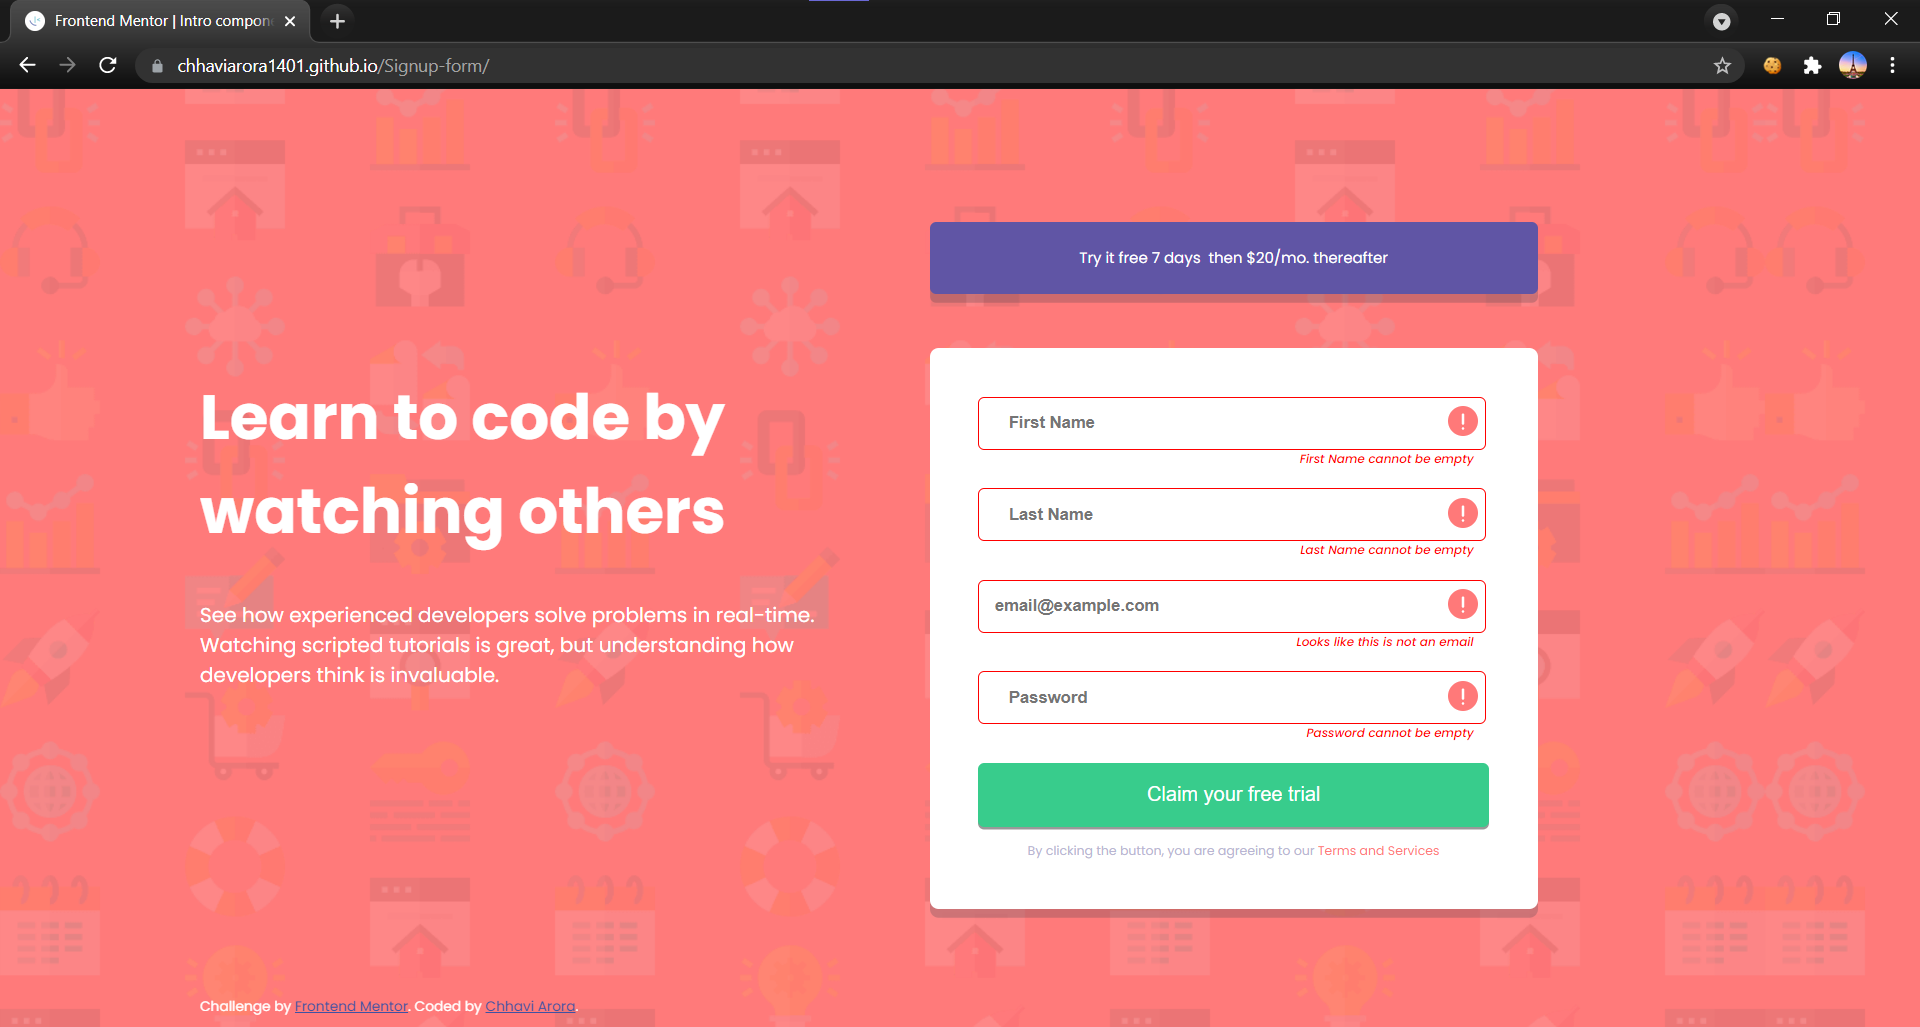 Frontend Mentor | Intro compon
chhaviarora1401.github.io/Signup-form/
Try it free 7 days  then $20/mo. thereafter
Learn to code by
watching others
See how experienced developers solve problems in real-time.
Watching scripted tutorials is great, but understanding how
developers think is invaluable.
First Name
First Name cannot be empty
Last Name
Last Name cannot be empty
email@example.com
Looks like this is not an email
Password
Password cannot be empty
Claim your free trial
By clicking the button, you are agreeing to our Terms and Services
Challenge by Frontend Mentor. Coded by Chhavi Arora.